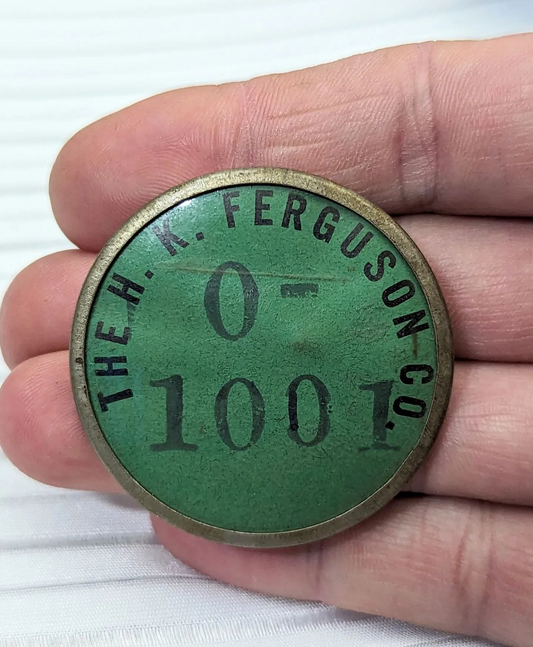 THE H. K. FERGUSON CO.
0-
1001